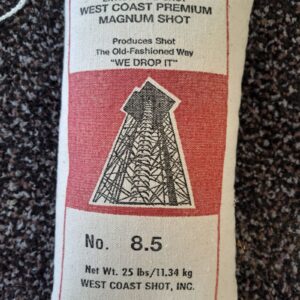 WEST COAST PREMIUM
MAGNUM SHOT
Produces Shot
The Old-Fashioned Way
"WE DROP IT"
No. 8.5
Net Wt. 25 lbs/11.34 kg
WEST COAST SHOT, INC.